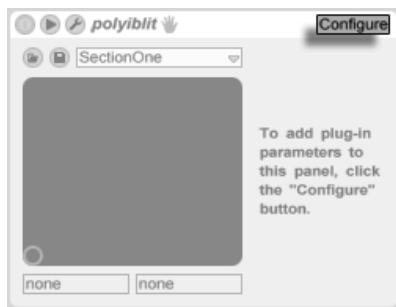 polyiblit
Configure
SectionOne
To add plug-in
parameters to
this panel, click
the "Configure"
button.
none
none